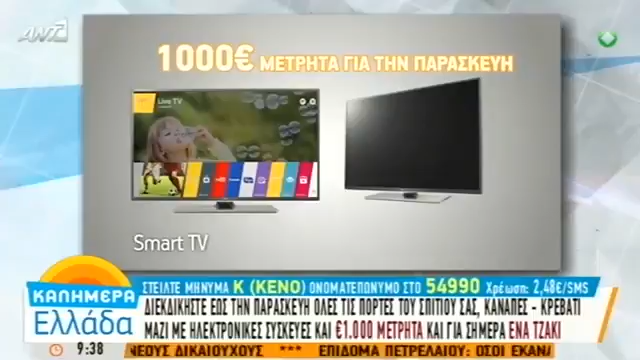 ΑΝΤ1
1000€ ΜΕΤΡΗΤΑ ΓΙΑ ΤΗΝ ΠΑΡΑΣΚΕΥΗ
Live TV
Smart TV
ΣΤΕΙΛΤΕ ΜΗΝΥΜΑ Κ (ΚΕΝΟ) ΟΝΟΜΑΤΕΠΩΝΥΜΟ ΣΤΟ 54990 Χρέωση: 2,48€/SMS
ΚΑΛΗΜΕΡΑ
Ελλάδα
ΔΙΕΚΔΙΚΗΣΤΕ ΕΩΣ ΤΗΝ ΠΑΡΑΣΚΕΥΗ ΟΛΕΣ ΤΙΣ ΠΟΡΤΕΣ ΤΟΥ ΣΠΙΤΙΟΥ ΣΑΣ, ΚΑΝΑΠΕΣ - ΚΡΕΒΑΤΙ
ΜΑΖΙ ΜΕ ΗΛΕΚΤΡΟΝΙΚΕΣ ΣΥΣΚΕΥΕΣ ΚΑΙ €1.000 ΜΕΤΡΗΤΑ ΚΑΙ ΓΙΑ ΣΗΜΕΡΑ ΕΝΑ ΤΖΑΚΙ
9:38 ΝΕΟΥΣ ΔΙΚΑΙΟΥΧΟΥΣ *** ΕΠΙΔΟΜΑ ΠΕΤΡΕΛΑΙΟΥ: ΟΣΟΙ ΕΚΑΝ